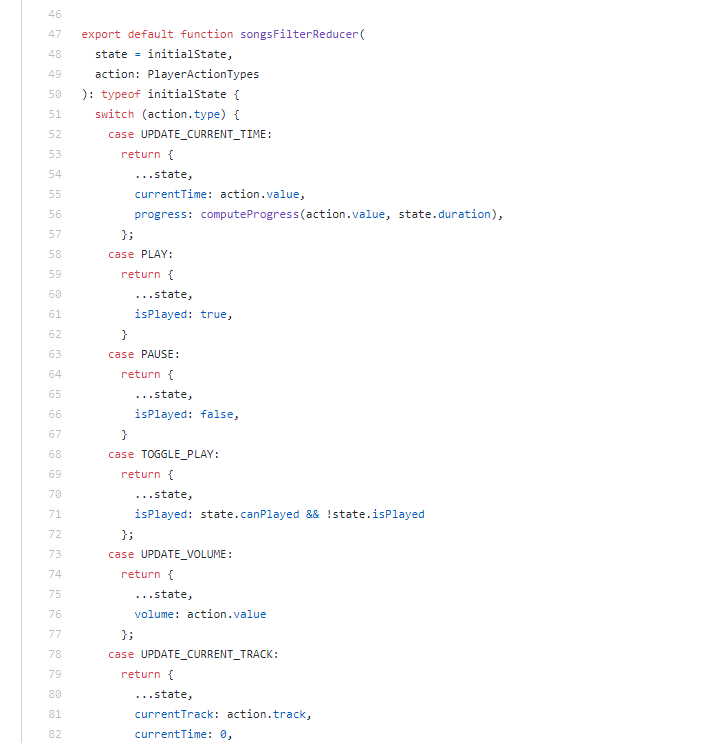 46
47 export default function songsFilterReducer(
48   state = initialState,
49   action: PlayerActionTypes
50 ): typeof initialState {
51   switch (action.type) {
52     case UPDATE_CURRENT_TIME:
53       return {
54         ...state,
55         currentTime: action.value,
56         progress: computeProgress(action.value, state.duration),
57       };
58     case PLAY:
59       return {
60         ...state,
61         isPlayed: true,
62       }
63     case PAUSE:
64       return {
65         ...state,
66         isPlayed: false,
67       }
68     case TOGGLE_PLAY:
69       return {
70         ...state,
71         isPlayed: state.canPlayed && !state.isPlayed
72       };
73     case UPDATE_VOLUME:
74       return {
75         ...state,
76         volume: action.value
77       };
78     case UPDATE_CURRENT_TRACK:
79       return {
80         ...state,
81         currentTrack: action.track,
82         currentTime: 0,